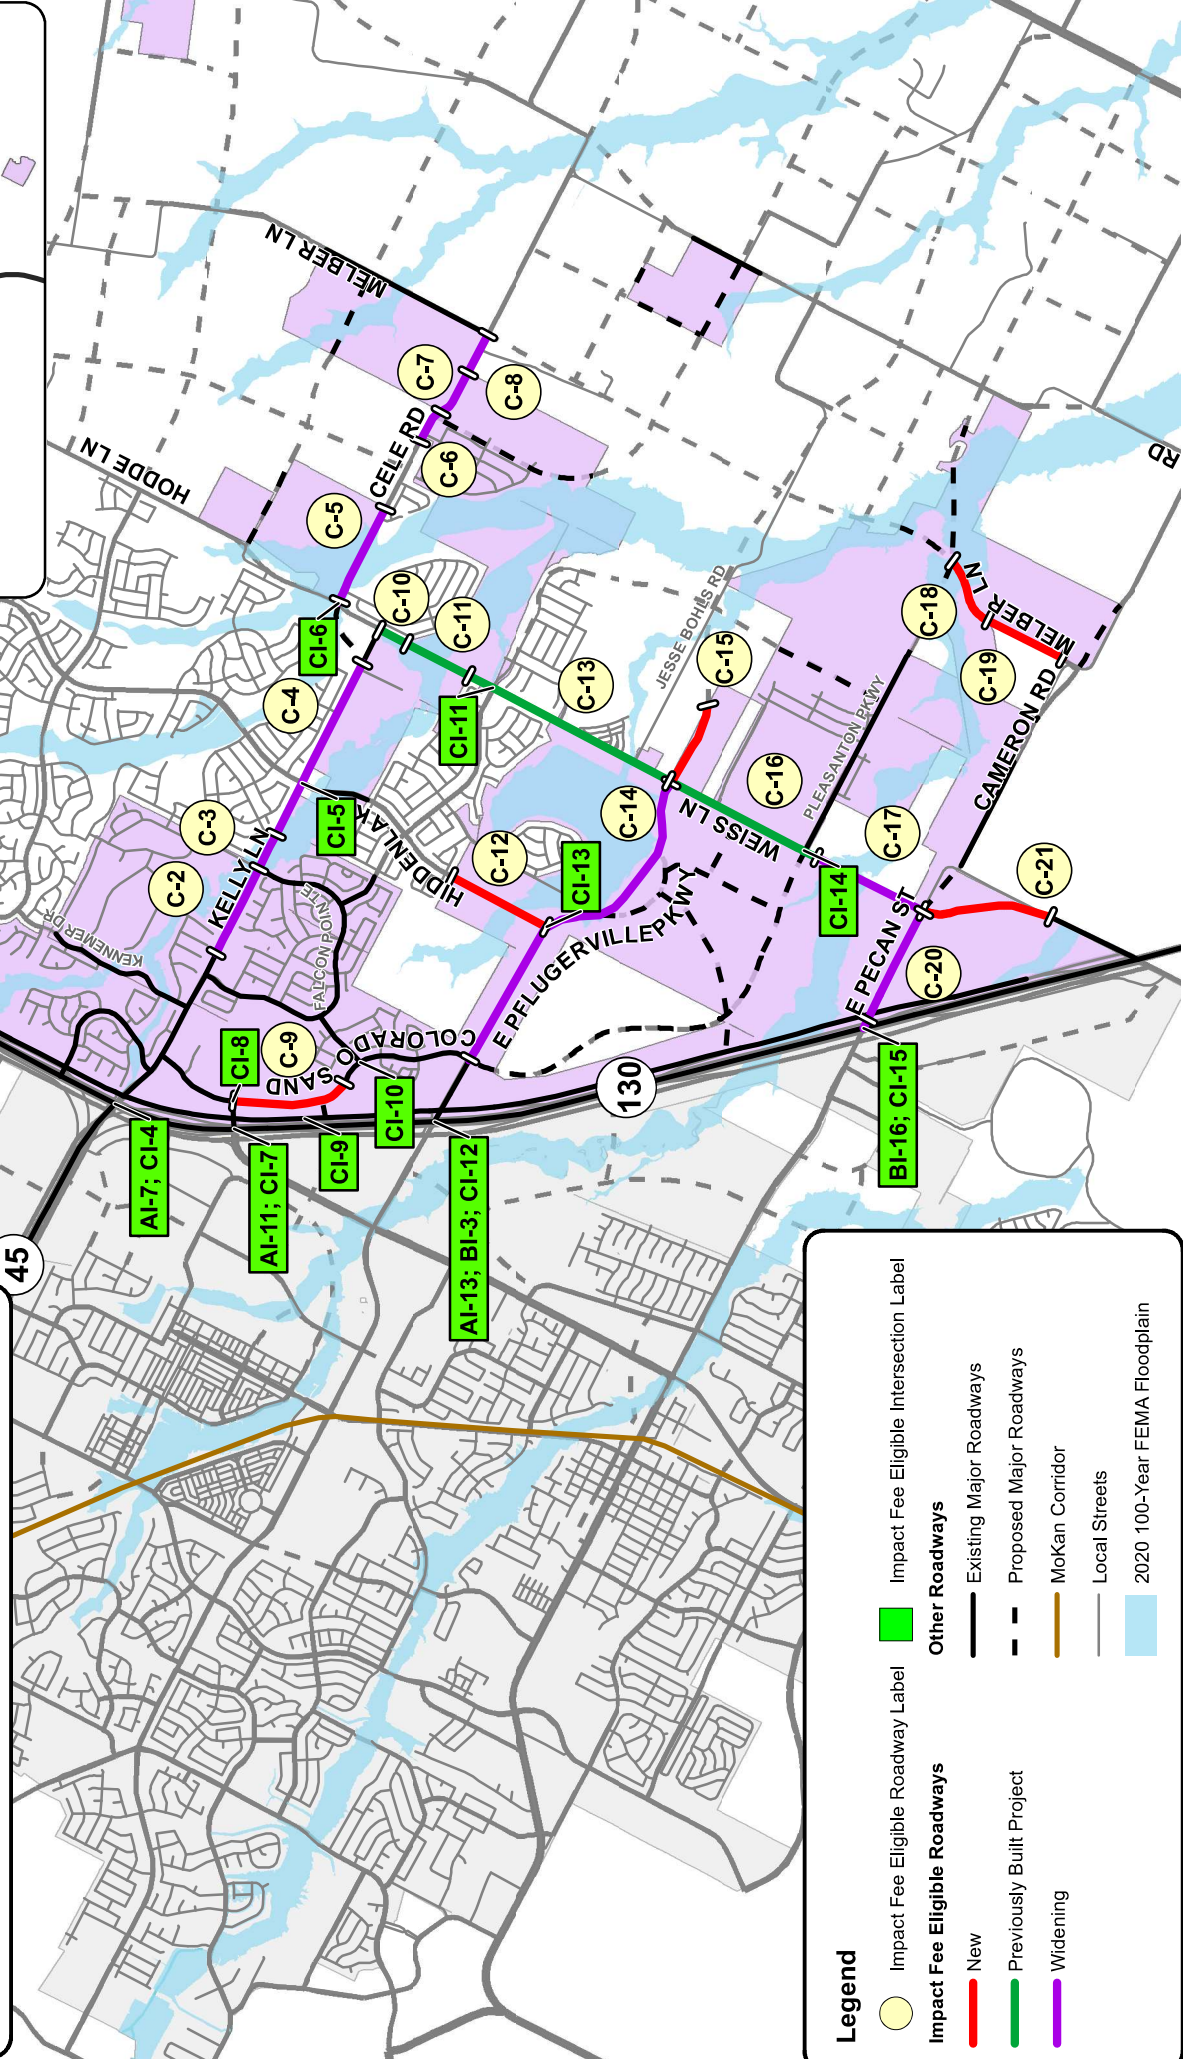 45
130
HODDE LN
MELBER LN
CELE RD
KELLY LN
KENNEMER DR
FALCON POINTE
SAND
COLORADO
HIDDENLAK
E PFLUGERVILLE PKWY
WEISS LN
JESSE BOHLS RD
PLEASANTON PKWY
E PECAN ST
CAMERON RD
MELBER LN
RD
C-2
C-3
C-4
C-5
C-6
C-7
C-8
C-9
C-10
C-11
C-12
C-13
C-14
C-15
C-16
C-17
C-18
C-19
C-20
C-21
AI-7; CI-4
CI-5
CI-6
AI-11; CI-7
CI-8
CI-9
CI-10
CI-11
AI-13; BI-3; CI-12
CI-13
CI-14
BI-16; CI-15
Legend
Impact Fee Eligible Roadway Label
Impact Fee Eligible Roadways
New
Previously Built Project
Widening
Impact Fee Eligible Intersection Label
Other Roadways
Existing Major Roadways
Proposed Major Roadways
MoKan Corridor
Local Streets
2020 100-Year FEMA Floodplain